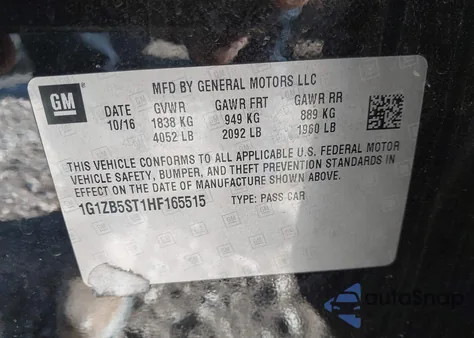 GM
MFD BY GENERAL MOTORS LLC
DATE GVWR GAWR FRT GAWR RR
10/16 1838 KG 949 KG 889 KG
4052 LB 2092 LB 1960 LB
THIS VEHICLE CONFORMS TO ALL APPLICABLE U.S. FEDERAL MOTOR
VEHICLE SAFETY, BUMPER, AND THEFT PREVENTION STANDARDS IN
EFFECT ON THE DATE OF MANUFACTURE SHOWN ABOVE.
1G1ZB5ST1HF165515 TYPE: PASS CAR
autoSnap